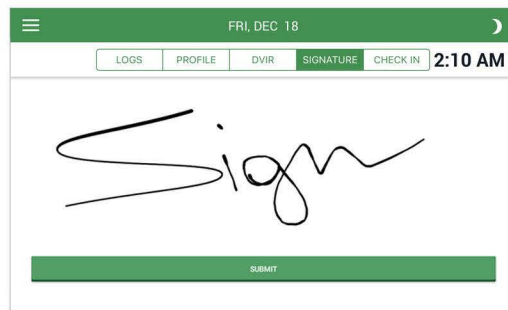 FRI, DEC 18
LOGS PROFILE DVIR SIGNATURE CHECK IN 2:10 AM
Sign
SUBMIT